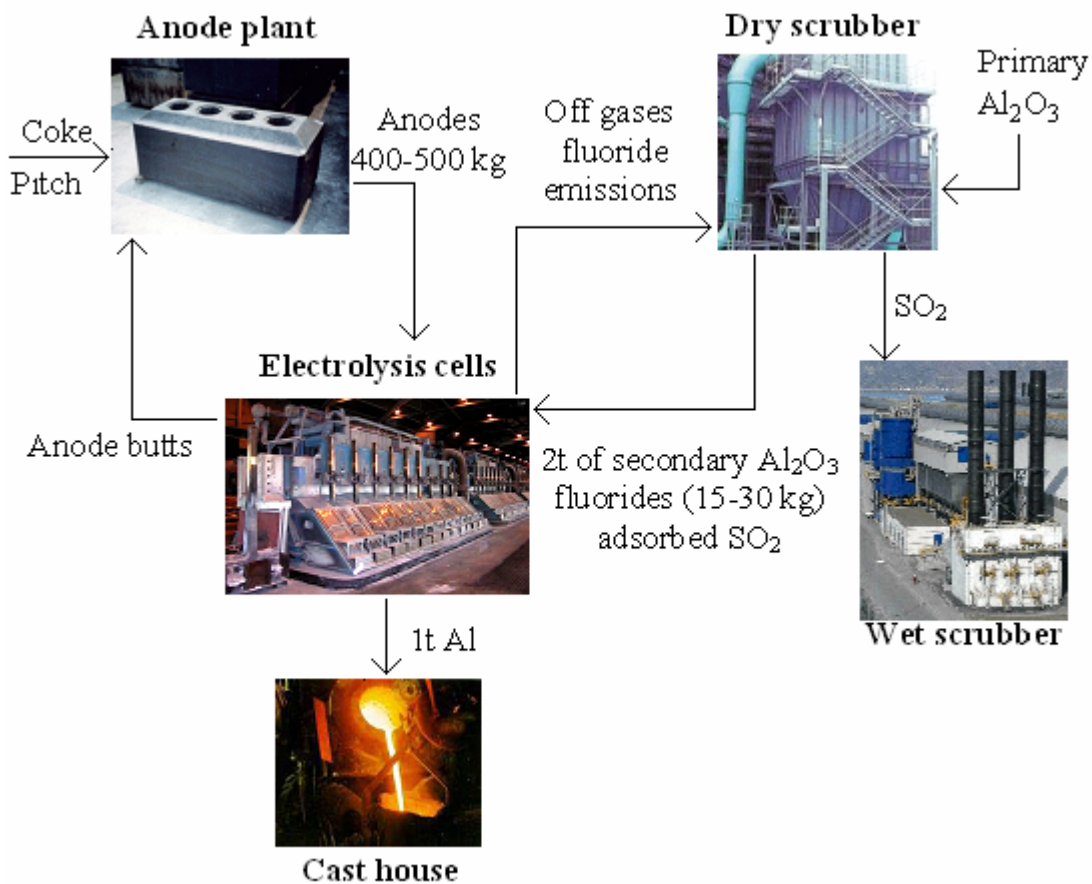 Anode plant
Coke
Pitch
Anodes
400-500 kg
Off gases
fluoride
emissions
Dry scrubber
Primary
Al₂O₃
SO₂
Electrolysis cells
Anode butts
2t of secondary Al₂O₃
fluorides (15-30 kg)
adsorbed SO₂
Wet scrubber
1t Al
Cast house